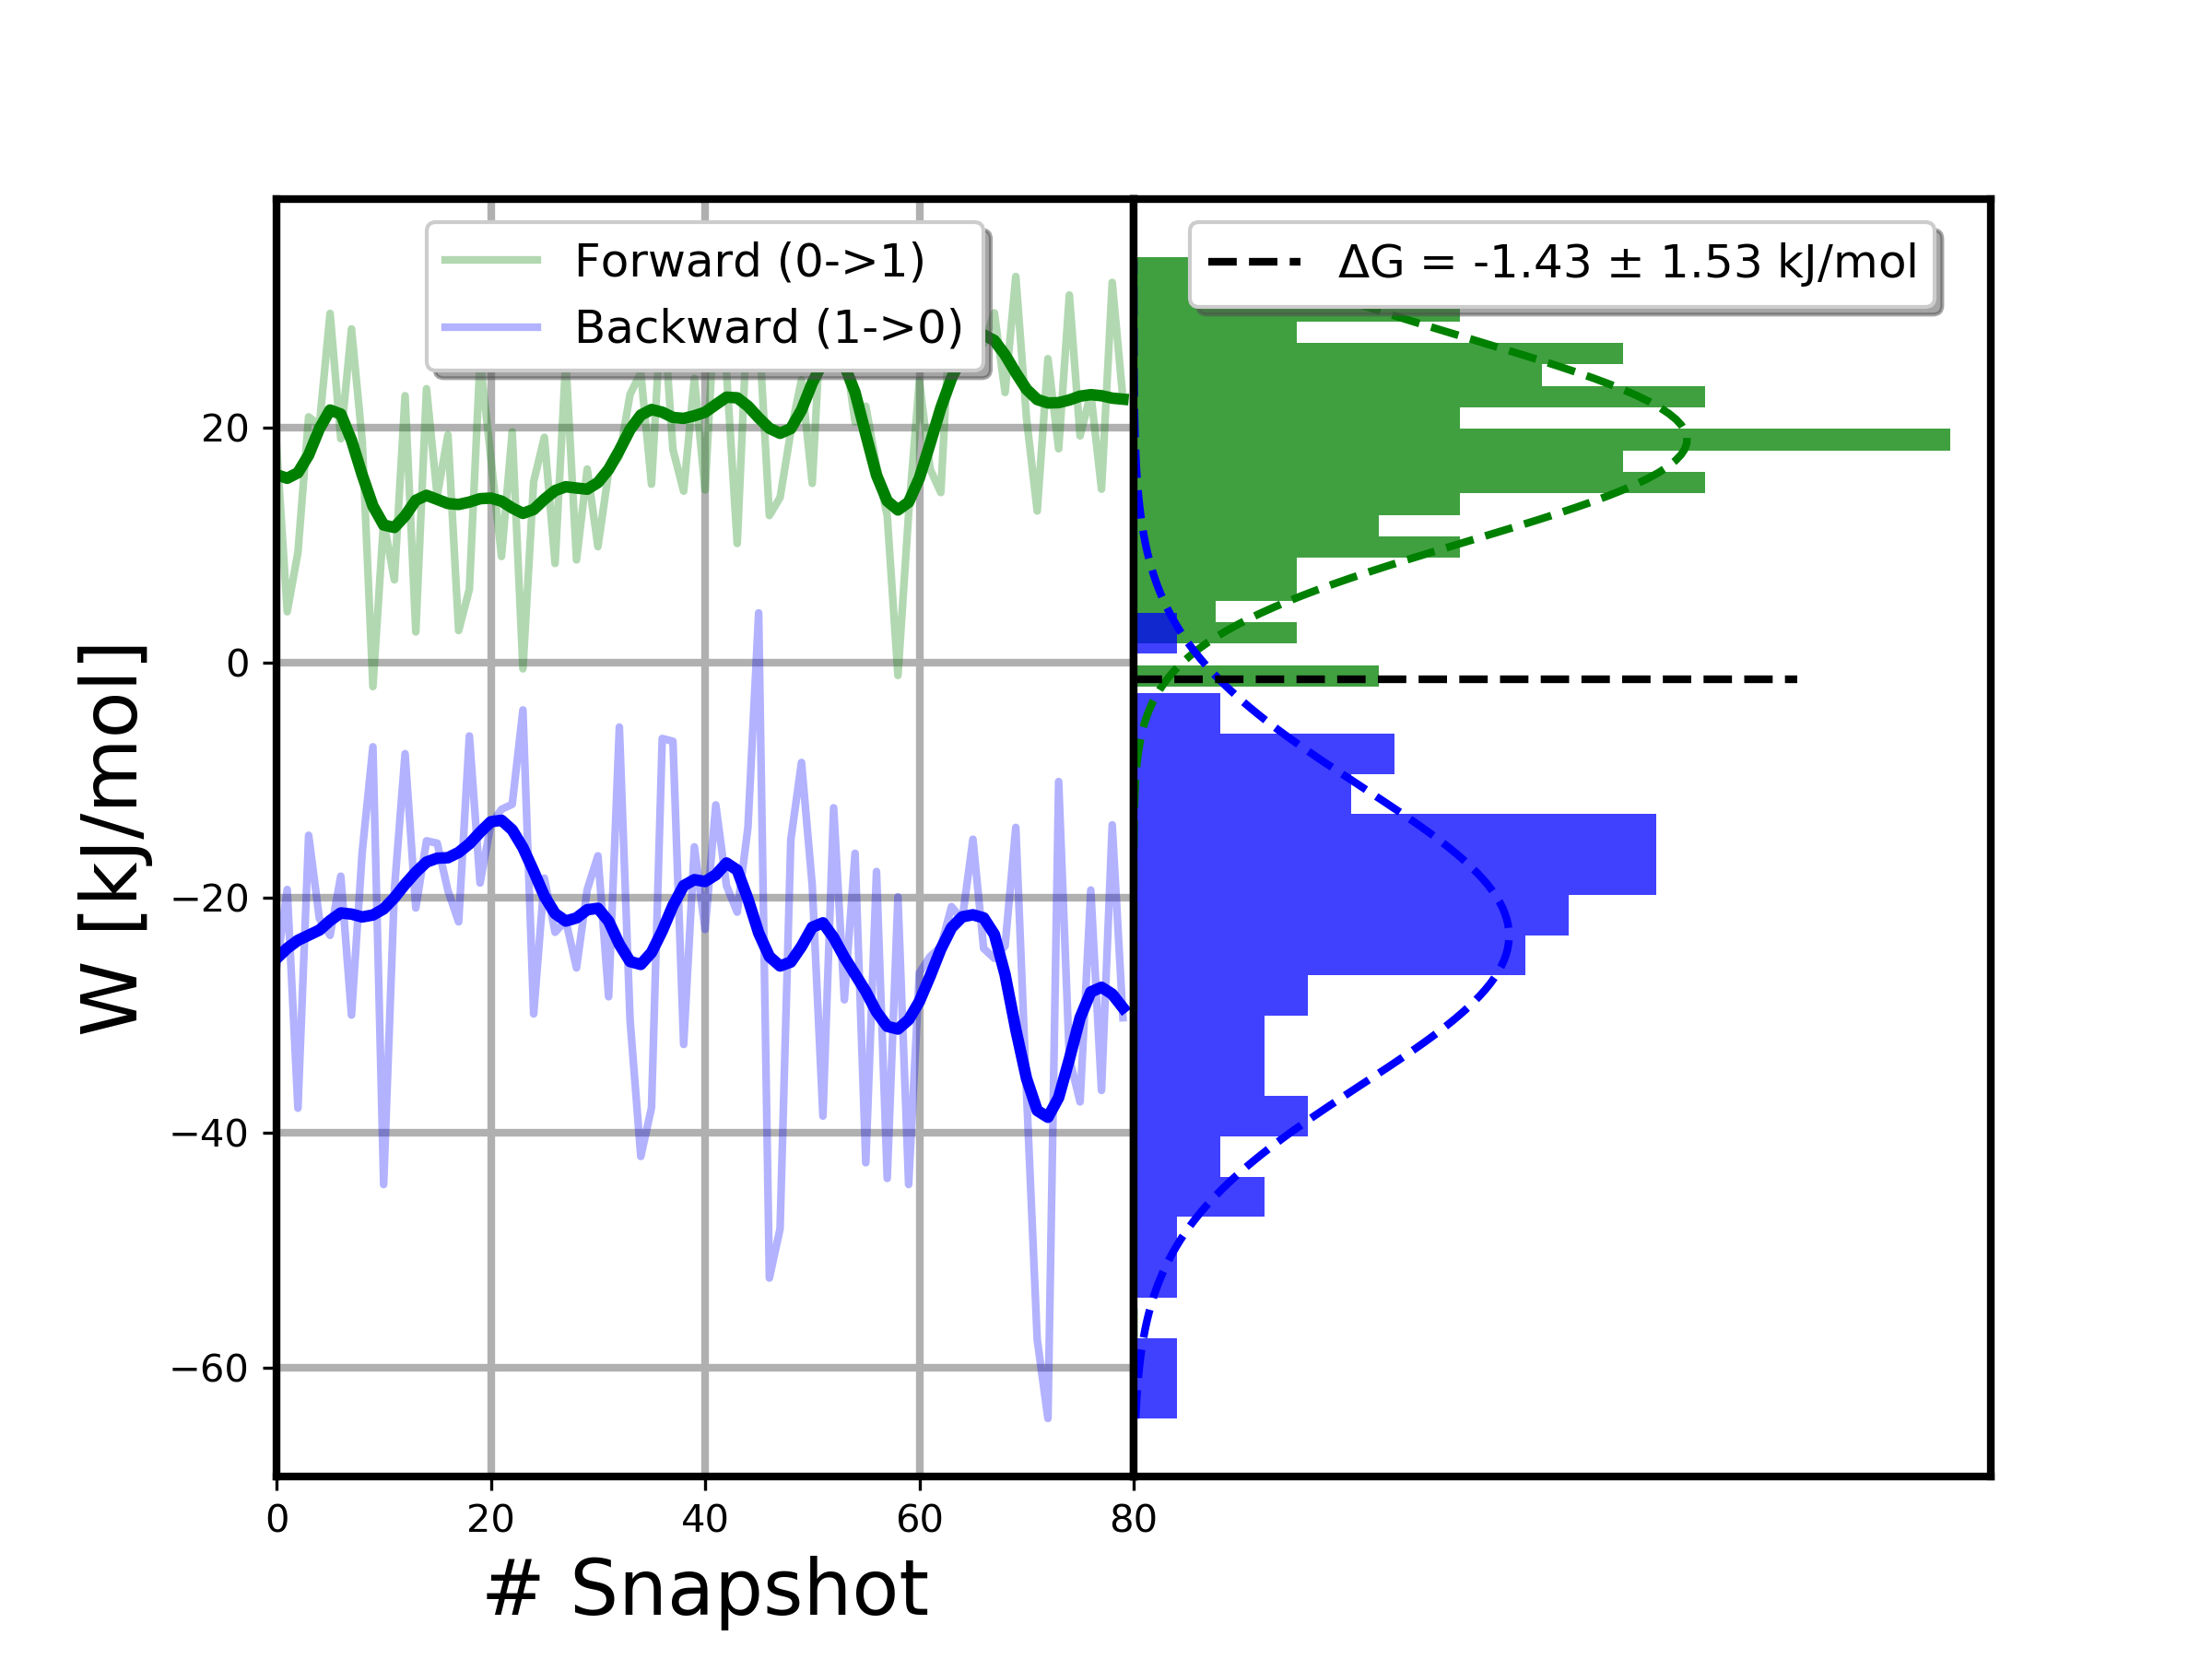 Forward (0->1)
Backward (1->0)
ΔG = -1.43 ± 1.53 kJ/mol
W [kJ/mol]
20
0
−20
−40
−60
0 20 40 60 80
# Snapshot